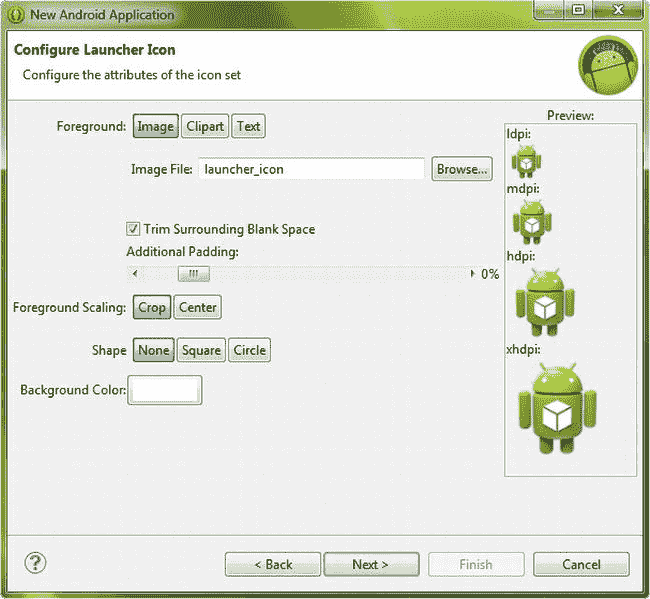 New Android Application
Configure Launcher Icon
Configure the attributes of the icon set
Foreground: Image Clipart Text
Image File: launcher_icon Browse...
Trim Surrounding Blank Space
Additional Padding:
0%
Foreground Scaling: Crop Center
Shape None Square Circle
Background Color:
Preview:
ldpi:
mdpi:
hdpi:
xhdpi:
? < Back Next > Finish Cancel